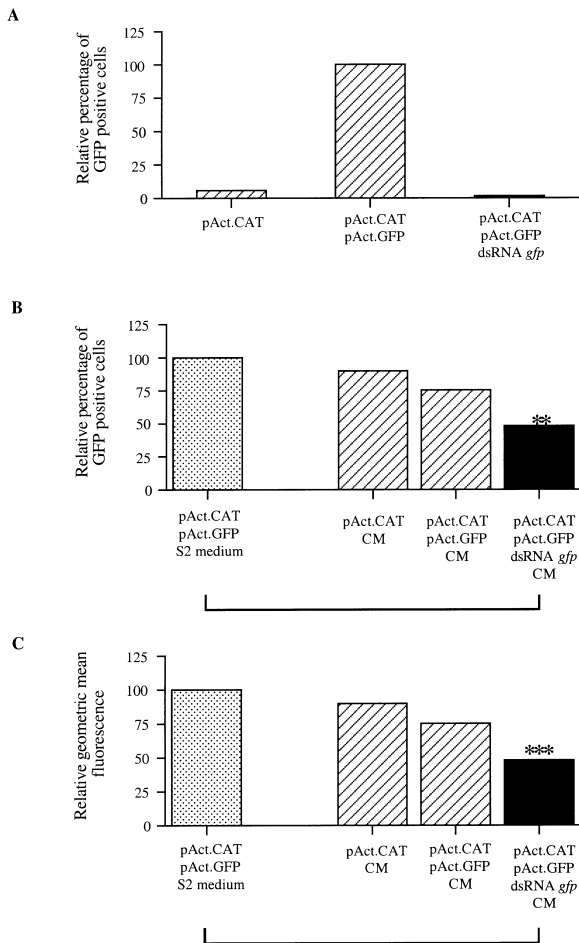 A
Relative percentage of
GFP positive cells
125
100
75
50
25
0
pAct.CAT
pAct.CAT
pAct.GFP
pAct.CAT
pAct.GFP
dsRNA gfp
B
Relative percentage of
GFP positive cells
125
100
75
50
25
0
**
pAct.CAT
pAct.GFP
S2 medium
pAct.CAT
CM
pAct.CAT
pAct.GFP
CM
pAct.CAT
pAct.GFP
dsRNA gfp
CM
C
Relative geometric mean
fluorescence
125
100
75
50
25
0
***
pAct.CAT
pAct.GFP
S2 medium
pAct.CAT
CM
pAct.CAT
pAct.GFP
CM
pAct.CAT
pAct.GFP
dsRNA gfp
CM